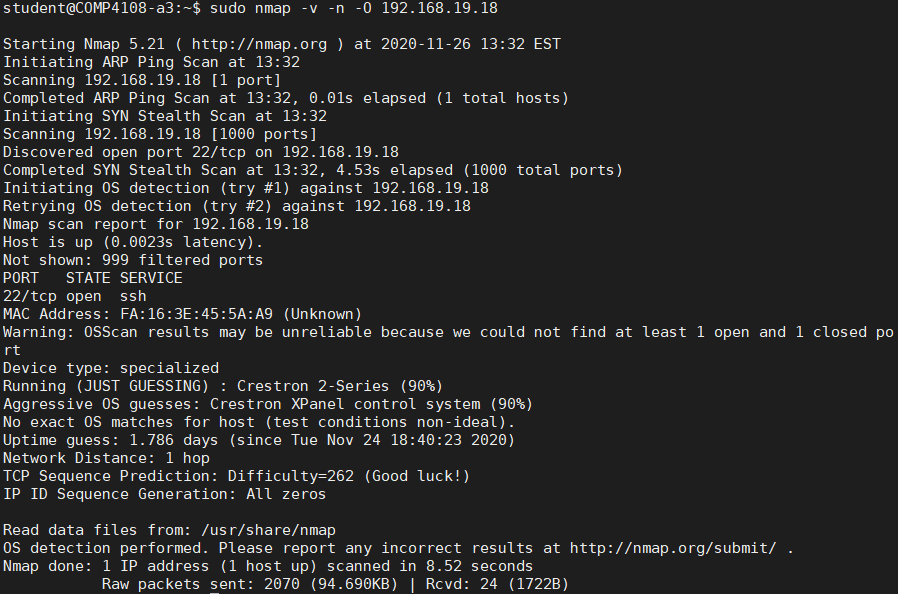 student@COMP4108-a3:~$ sudo nmap -v -n -O 192.168.19.18
Starting Nmap 5.21 ( http://nmap.org ) at 2020-11-26 13:32 EST
Initiating ARP Ping Scan at 13:32
Scanning 192.168.19.18 [1 port]
Completed ARP Ping Scan at 13:32, 0.01s elapsed (1 total hosts)
Initiating SYN Stealth Scan at 13:32
Scanning 192.168.19.18 [1000 ports]
Discovered open port 22/tcp on 192.168.19.18
Completed SYN Stealth Scan at 13:32, 4.53s elapsed (1000 total ports)
Initiating OS detection (try #1) against 192.168.19.18
Retrying OS detection (try #2) against 192.168.19.18
Nmap scan report for 192.168.19.18
Host is up (0.0023s latency).
Not shown: 999 filtered ports
PORT   STATE SERVICE
22/tcp open  ssh
MAC Address: FA:16:3E:45:5A:A9 (Unknown)
Warning: OSScan results may be unreliable because we could not find at least 1 open and 1 closed po
rt
Device type: specialized
Running (JUST GUESSING) : Crestron 2-Series (90%)
Aggressive OS guesses: Crestron XPanel control system (90%)
No exact OS matches for host (test conditions non-ideal).
Uptime guess: 1.786 days (since Tue Nov 24 18:40:23 2020)
Network Distance: 1 hop
TCP Sequence Prediction: Difficulty=262 (Good luck!)
IP ID Sequence Generation: All zeros
Read data files from: /usr/share/nmap
OS detection performed. Please report any incorrect results at http://nmap.org/submit/ .
Nmap done: 1 IP address (1 host up) scanned in 8.52 seconds
           Raw packets sent: 2070 (94.690KB) | Rcvd: 24 (1722B)